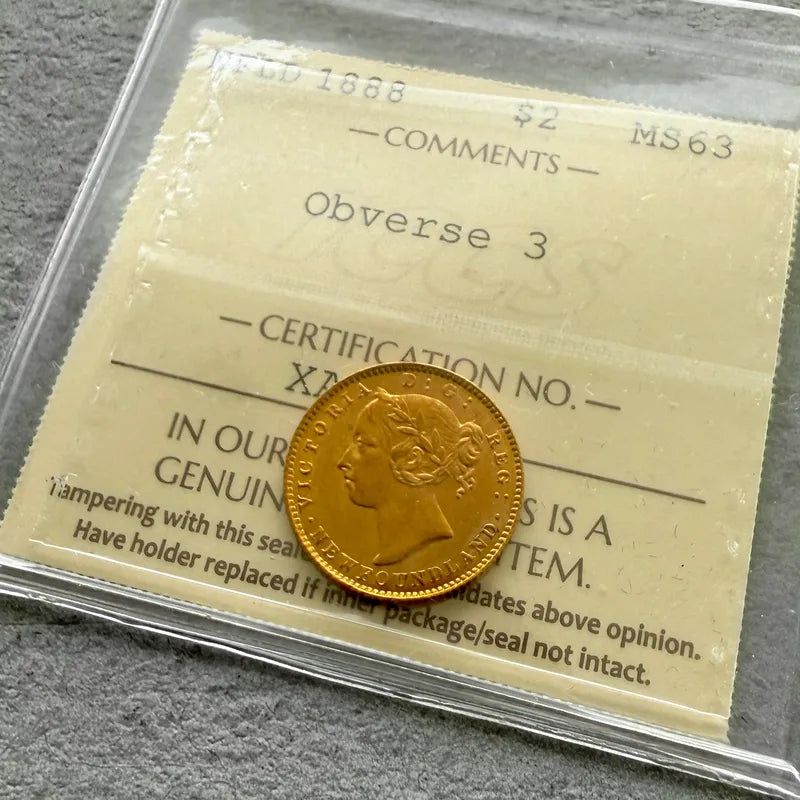 NFLD 1888 $2 MS63
—COMMENTS—
Obverse 3
—CERTIFICATION NO.—
XA
IN OUR
GENUIN S IS A
TEM.
Tampering with this seal idates above opinion.
Have holder replaced if inner package/seal not intact.
VICTORIA D:G: REG:
·NEWFOUNDLAND·